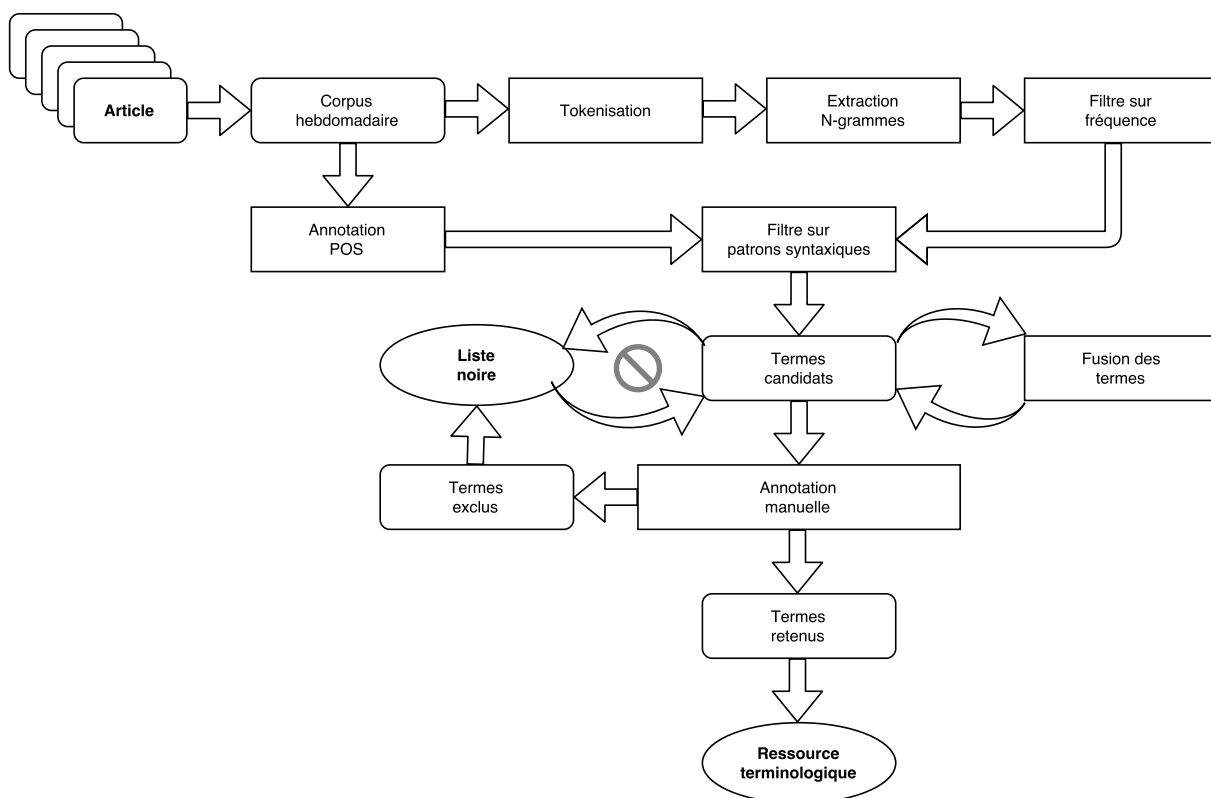 Article
Corpus
hebdomadaire
Tokenisation
Extraction
N-grammes
Filtre sur
fréquence
Annotation
POS
Filtre sur
patrons syntaxiques
Liste
noire
Termes
candidats
Fusion des
termes
Termes
exclus
Annotation
manuelle
Termes
retenus
Ressource
terminologique